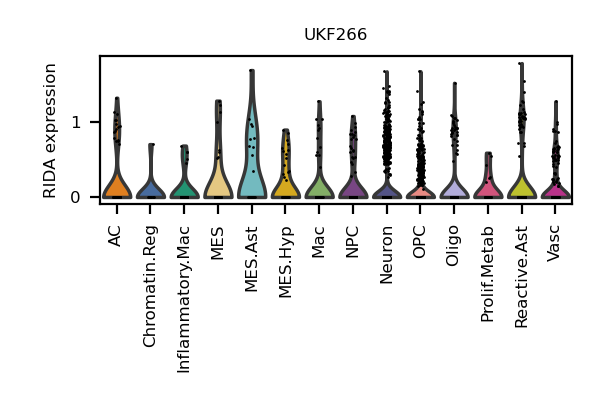 UKF266
RIDA expression
1
0
AC
Chromatin.Reg
Inflammatory.Mac
MES
MES.Ast
MES.Hyp
Mac
NPC
Neuron
OPC
Oligo
Prolif.Metab
Reactive.Ast
Vasc